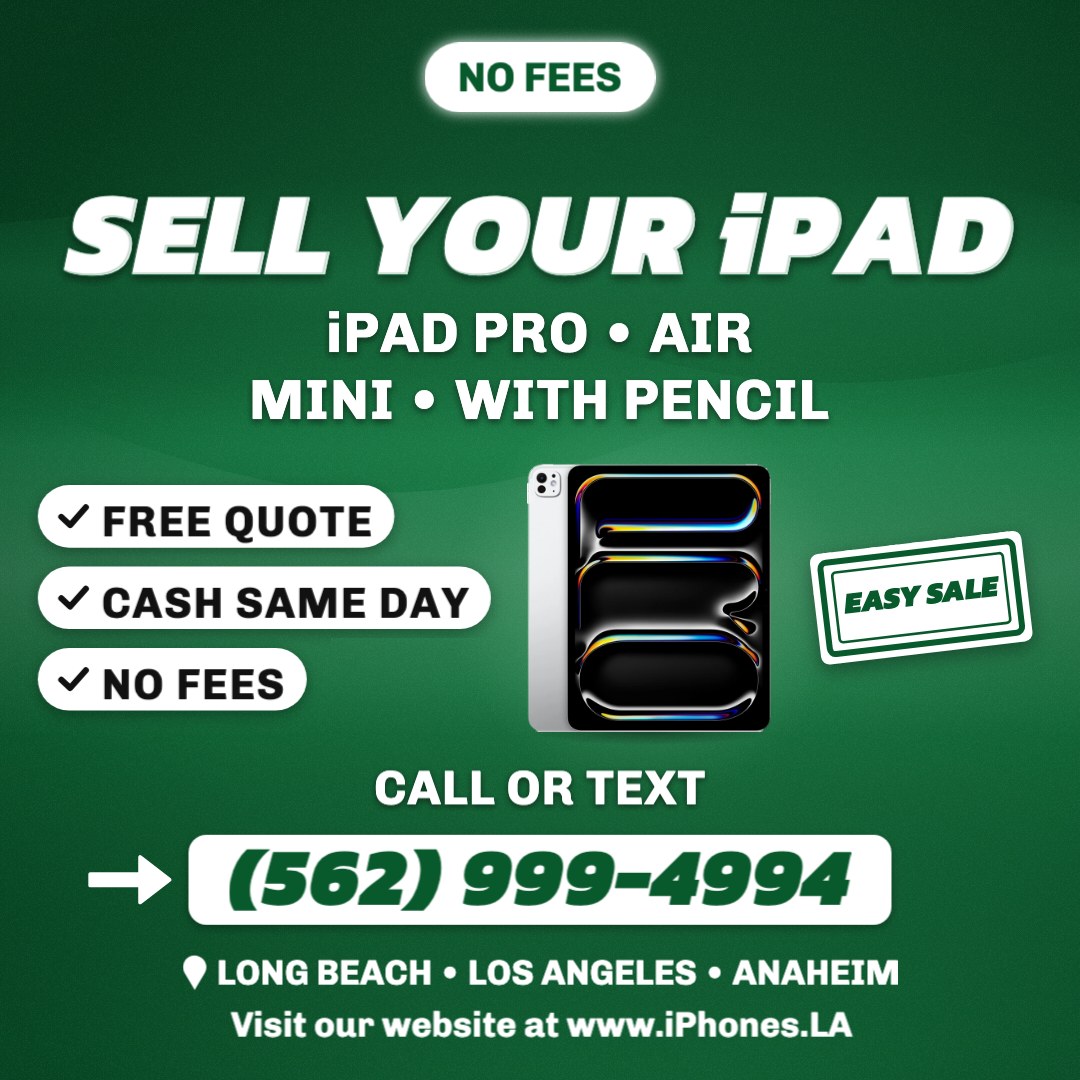 NO FEES
SELL YOUR iPAD
iPAD PRO • AIR
MINI • WITH PENCIL
✓ FREE QUOTE
✓ CASH SAME DAY
✓ NO FEES
EASY SALE
CALL OR TEXT
(562) 999-4994
LONG BEACH • LOS ANGELES • ANAHEIM
Visit our website at www.iPhones.LA